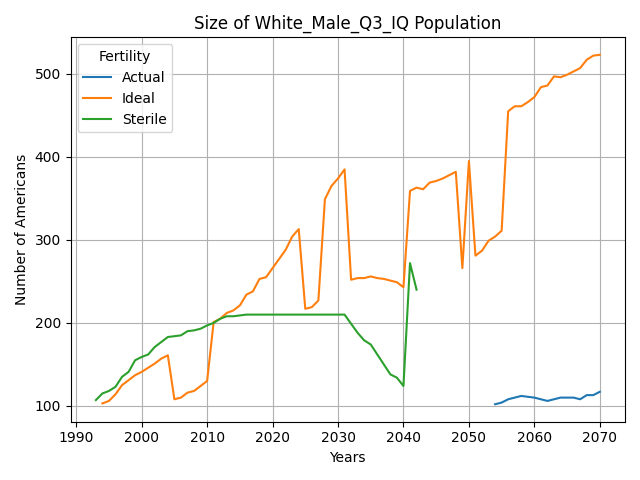 Size of White_Male_Q3_IQ Population
Fertility
Actual
Ideal
Sterile
Number of Americans
500
400
300
200
100
1990 2000 2010 2020 2030 2040 2050 2060 2070
Years